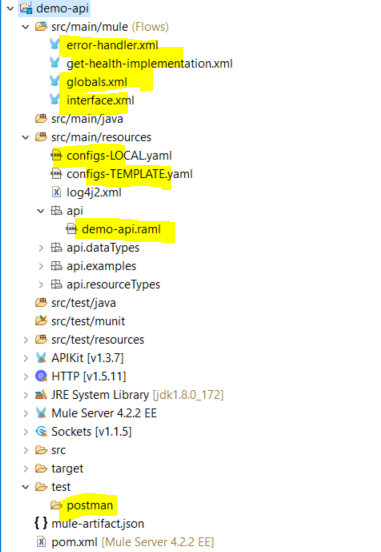 demo-api
src/main/mule (Flows)
error-handler.xml
get-health-implementation.xml
globals.xml
interface.xml
src/main/java
src/main/resources
configs-LOCAL.yaml
configs-TEMPLATE.yaml
log4j2.xml
api
demo-api.raml
api.dataTypes
api.examples
api.resourceTypes
src/test/java
src/test/munit
src/test/resources
APIKit [v1.3.7]
HTTP [v1.5.11]
JRE System Library [jdk1.8.0_172]
Mule Server 4.2.2 EE
Sockets [v1.1.5]
src
target
test
postman
mule-artifact.json
pom.xml [Mule Server 4.2.2 EE]